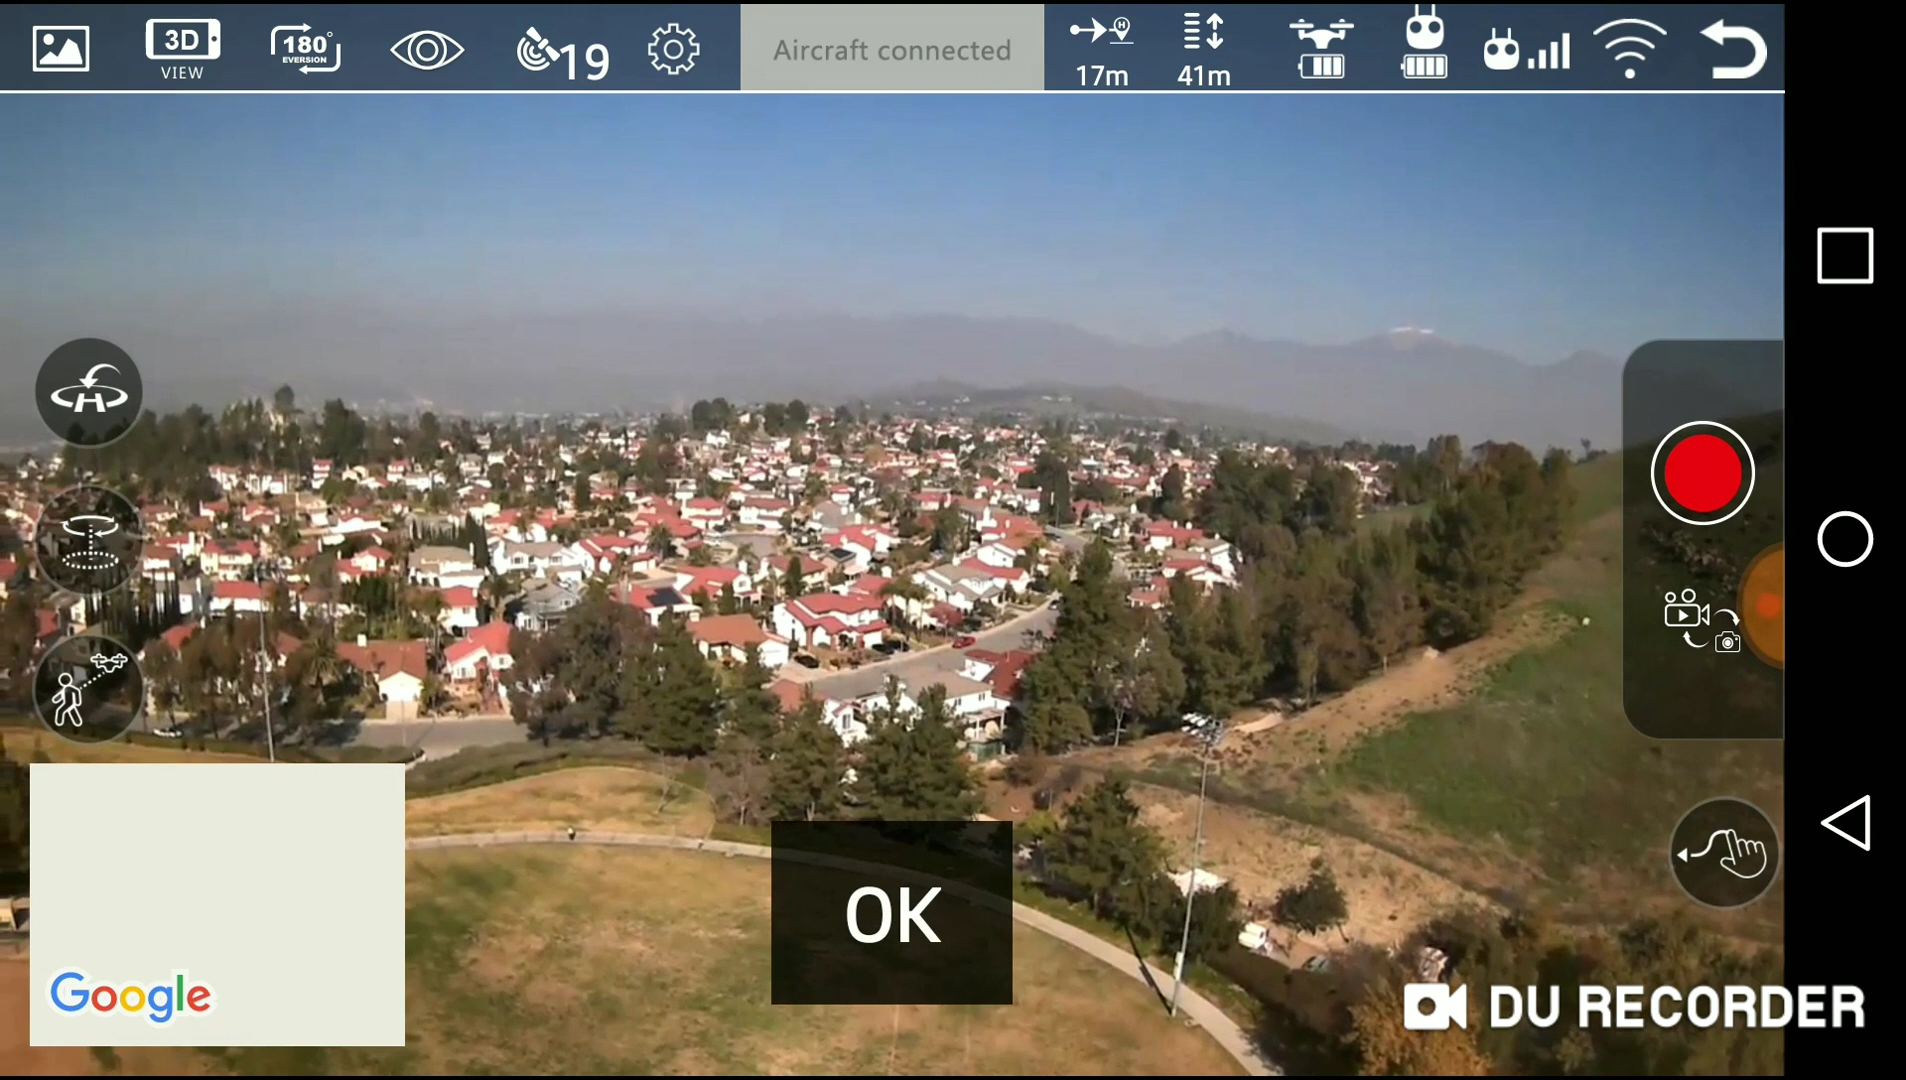 3D
VIEW
180°
EVERSION
19
Aircraft connected
H
17m
41m
H
OK
Google
DU RECORDER